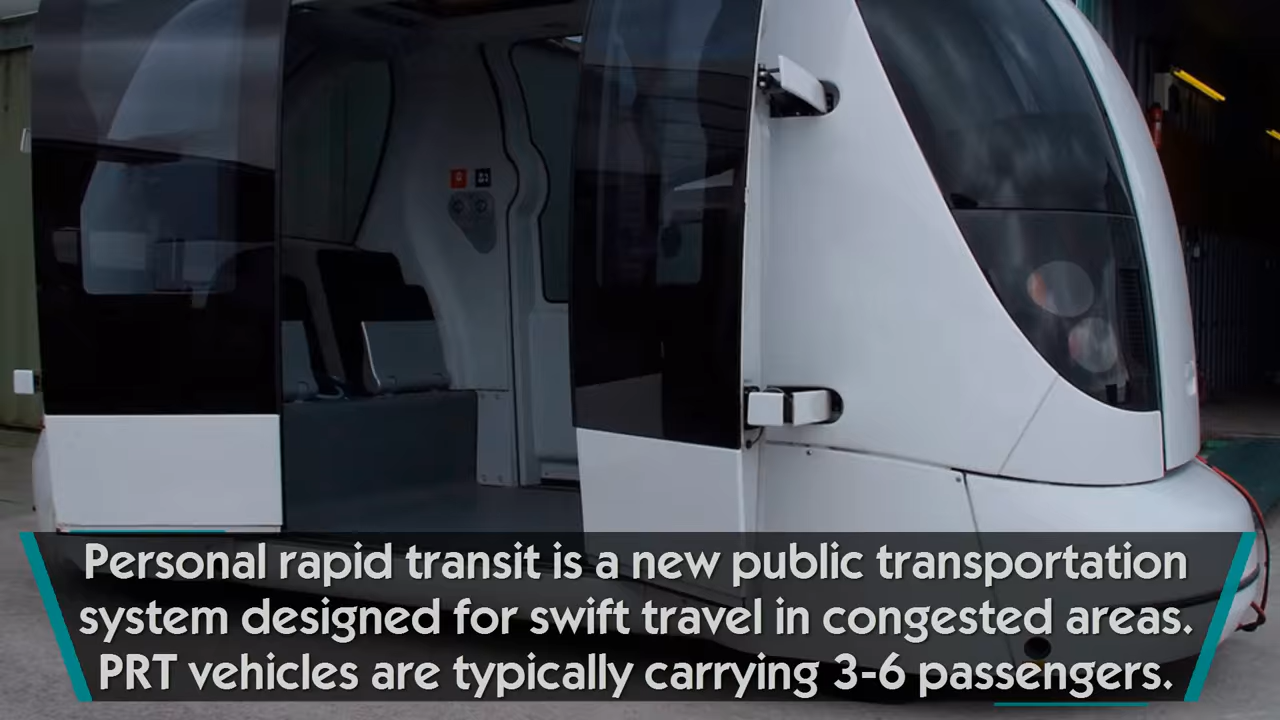 Personal rapid transit is a new public transportation
system designed for swift travel in congested areas.
PRT vehicles are typically carrying 3-6 passengers.